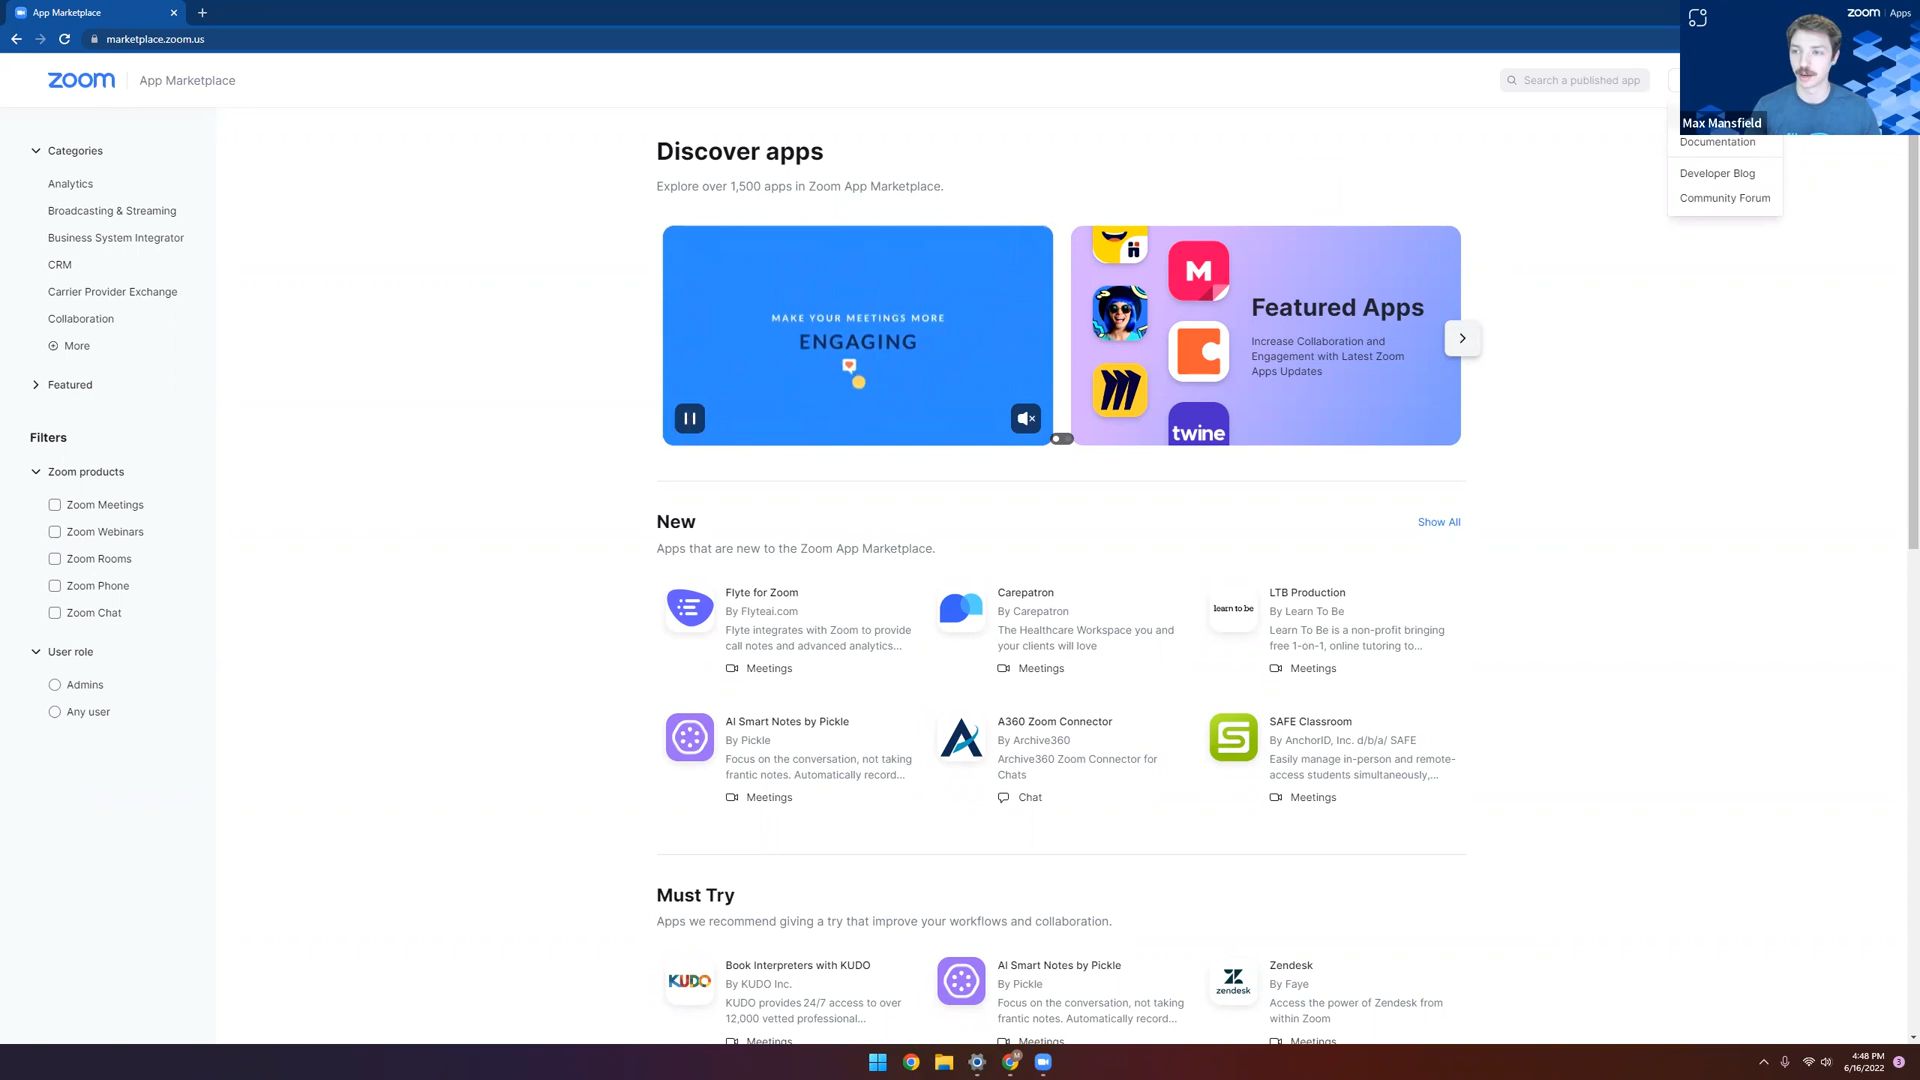 App Marketplace
marketplace.zoom.us
zoom | Apps
zoom App Marketplace
Search a published app
Max Mansfield
Documentation
Developer Blog
Community Forum
Categories
Analytics
Broadcasting & Streaming
Business System Integrator
CRM
Carrier Provider Exchange
Collaboration
More
Featured
Filters
Zoom products
Zoom Meetings
Zoom Webinars
Zoom Rooms
Zoom Phone
Zoom Chat
User role
Admins
Any user
Discover apps
Explore over 1,500 apps in Zoom App Marketplace.
MAKE YOUR MEETINGS MORE
ENGAGING
M
twine
Featured Apps
Increase Collaboration and
Engagement with Latest Zoom
Apps Updates
New
Show All
Apps that are new to the Zoom App Marketplace.
Flyte for Zoom
By Flyteai.com
Flyte integrates with Zoom to provide
call notes and advanced analytics...
Meetings
Carepatron
By Carepatron
The Healthcare Workspace you and
your clients will love
Meetings
learn to be
LTB Production
By Learn To Be
Learn To Be is a non-profit bringing
free 1-on-1, online tutoring to...
Meetings
AI Smart Notes by Pickle
By Pickle
Focus on the conversation, not taking
frantic notes. Automatically record...
Meetings
A360 Zoom Connector
By Archive360
Archive360 Zoom Connector for
Chats
Chat
S
SAFE Classroom
By AnchorID, Inc. d/b/a/ SAFE
Easily manage in-person and remote-
access students simultaneously,...
Meetings
Must Try
Apps we recommend giving a try that improve your workflows and collaboration.
KUDO
Book Interpreters with KUDO
By KUDO Inc.
KUDO provides 24/7 access to over
12,000 vetted professional...
Meetings
AI Smart Notes by Pickle
By Pickle
Focus on the conversation, not taking
frantic notes. Automatically record...
Meetings
zendesk
Zendesk
By Faye
Access the power of Zendesk from
within Zoom
Meetings
M
4:48 PM
6/16/2022
3